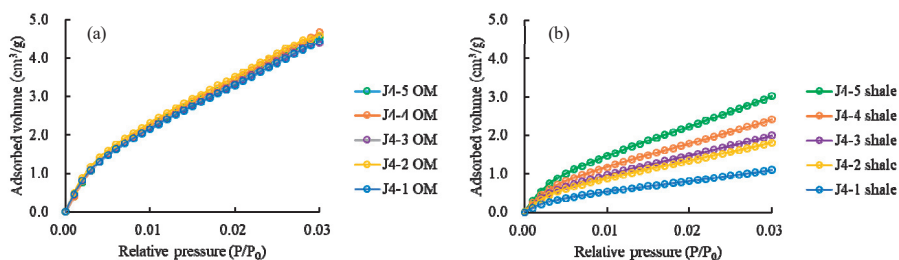 (a)
Adsorbed volume (cm³/g)
5.0
4.0
3.0
2.0
1.0
0.0
0.00 0.01 0.02 0.03
Relative pressure (P/P₀)
J4-5 OM
J4-4 OM
J4-3 OM
J4-2 OM
J4-1 OM
(b)
Adsorbed volume (cm³/g)
5.0
4.0
3.0
2.0
1.0
0.0
0.00 0.01 0.02 0.03
Relative pressure (P/P₀)
J4-5 shale
J4-4 shale
J4-3 shale
J4-2 shale
J4-1 shale